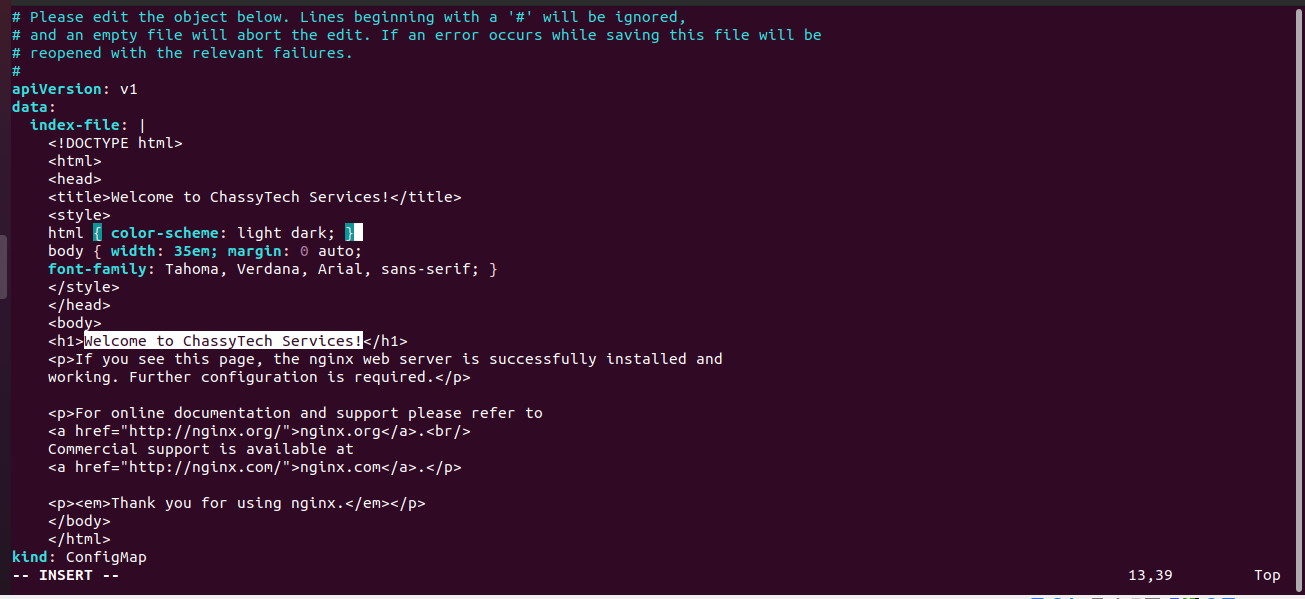 # Please edit the object below. Lines beginning with a '#' will be ignored,
# and an empty file will abort the edit. If an error occurs while saving this file will be
# reopened with the relevant failures.
#
apiVersion: v1
data:
  index-file: |
    <!DOCTYPE html>
    <html>
    <head>
    <title>Welcome to ChassyTech Services!</title>
    <style>
    html { color-scheme: light dark; }
    body { width: 35em; margin: 0 auto;
    font-family: Tahoma, Verdana, Arial, sans-serif; }
    </style>
    </head>
    <body>
    <h1>Welcome to ChassyTech Services!</h1>
    <p>If you see this page, the nginx web server is successfully installed and
    working. Further configuration is required.</p>

    <p>For online documentation and support please refer to
    <a href="http://nginx.org/">nginx.org</a>.<br/>
    Commercial support is available at
    <a href="http://nginx.com/">nginx.com</a>.</p>

    <p><em>Thank you for using nginx.</em></p>
    </body>
    </html>
kind: ConfigMap
-- INSERT -- 13,39 Top